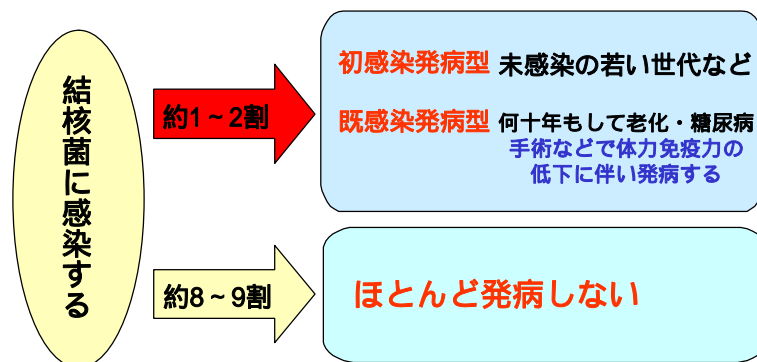 結核菌に感染する
約1～2割
初感染発病型 未感染の若い世代など
既感染発病型 何十年もして老化・糖尿病
手術などで体力免疫力の
低下に伴い発病する
約8～9割
ほとんど発病しない